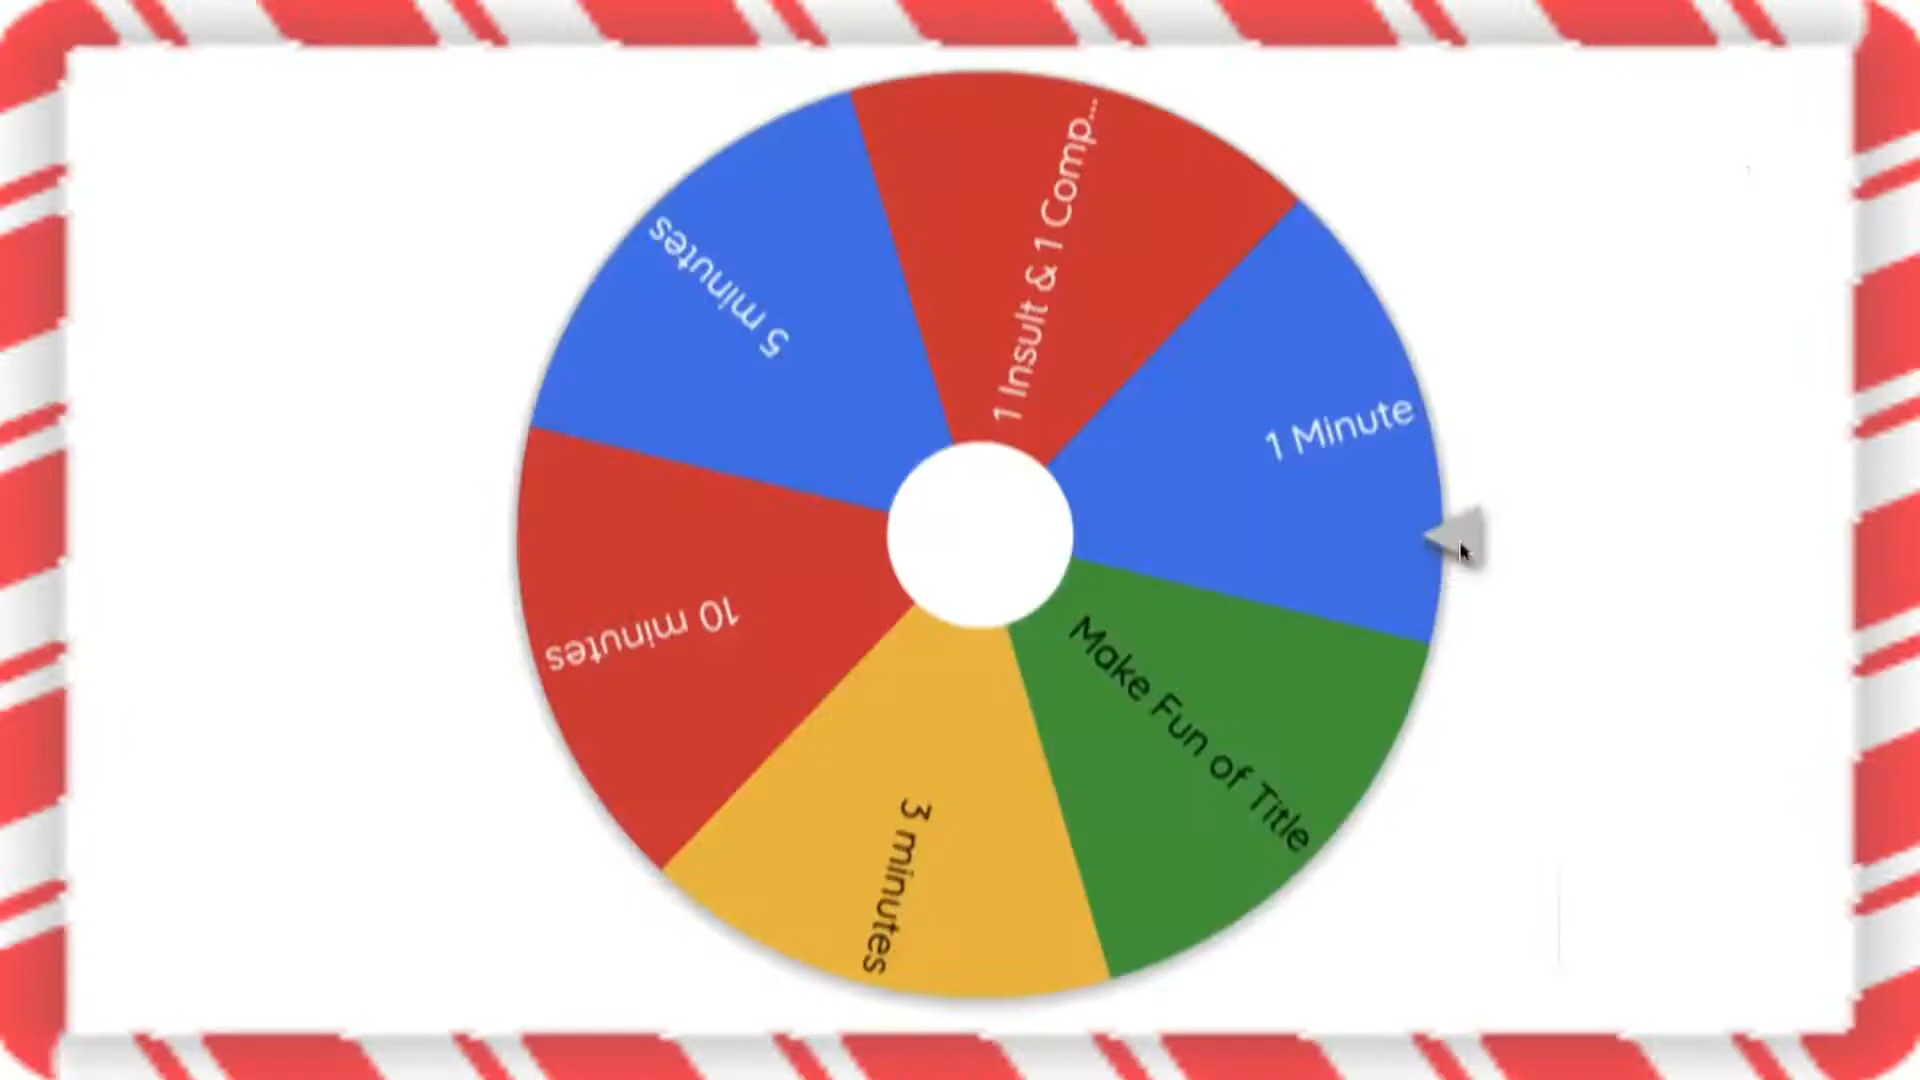 1 Insult & 1 Comp...
1 Minute
Make Fun of Title
3 minutes
10 minutes
5 minutes